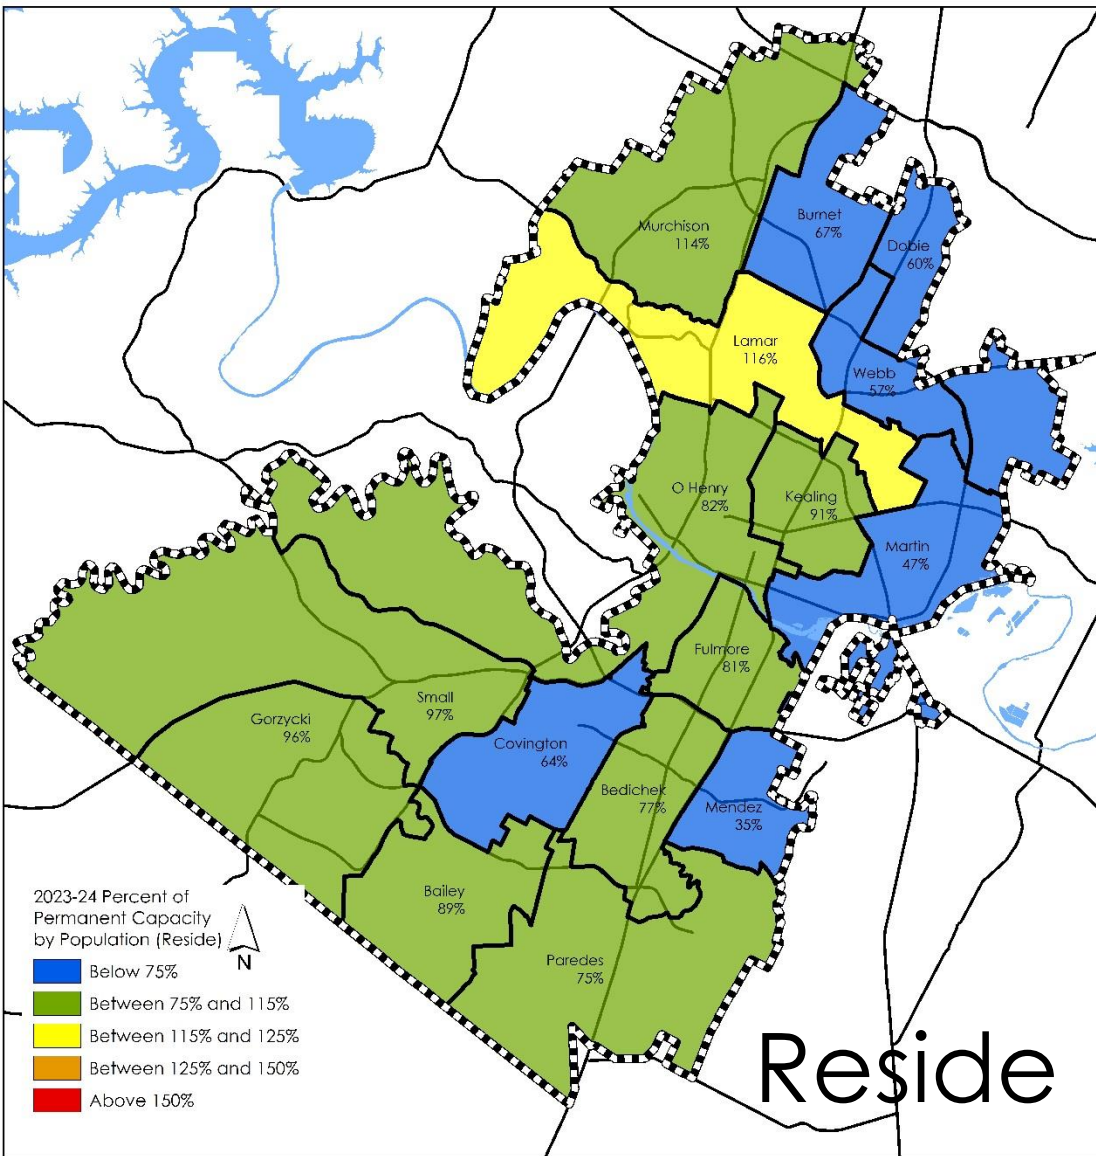 Murchison
114%
Burnet
67%
Dobie
60%
Lamar
116%
Webb
57%
O Henry
82%
Kealing
91%
Martin
47%
Fulmore
81%
Small
97%
Gorzycki
96%
Covington
64%
Bedichek
77%
Mendez
35%
Bailey
89%
Paredes
75%
2023-24 Percent of
Permanent Capacity
by Population (Reside)
N
Below 75%
Between 75% and 115%
Between 115% and 125%
Between 125% and 150%
Above 150%
Reside